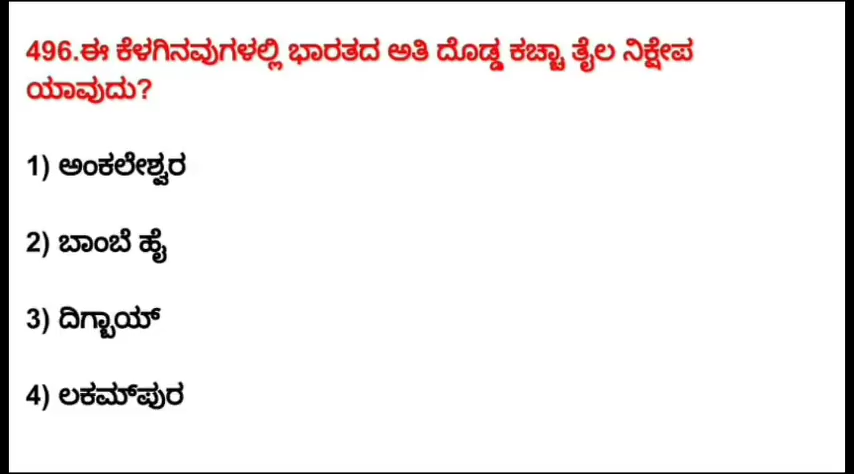 496.ಈ ಕೆಳಗಿನವುಗಳಲ್ಲಿ ಭಾರತದ ಅತಿ ದೊಡ್ಡ ಕಚ್ಚಾ ತೈಲ ನಿಕ್ಷೇಪ
ಯಾವುದು?
1) ಅಂಕಲೇಶ್ವರ
2) ಬಾಂಬೆ ಹೈ
3) ದಿಗ್ಬಾಯ್
4) ಲಕಮ್‌ಪುರ